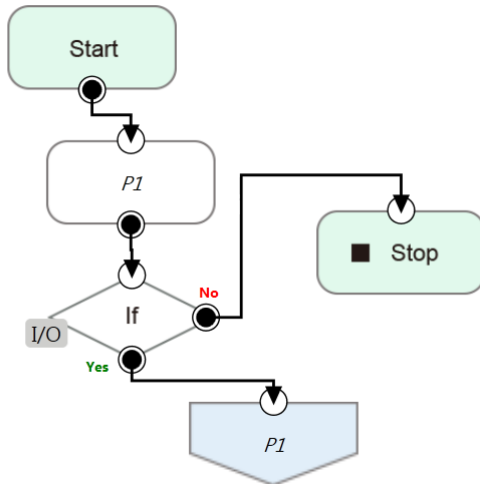 Start
P1
No
Stop
If
I/O
Yes
P1